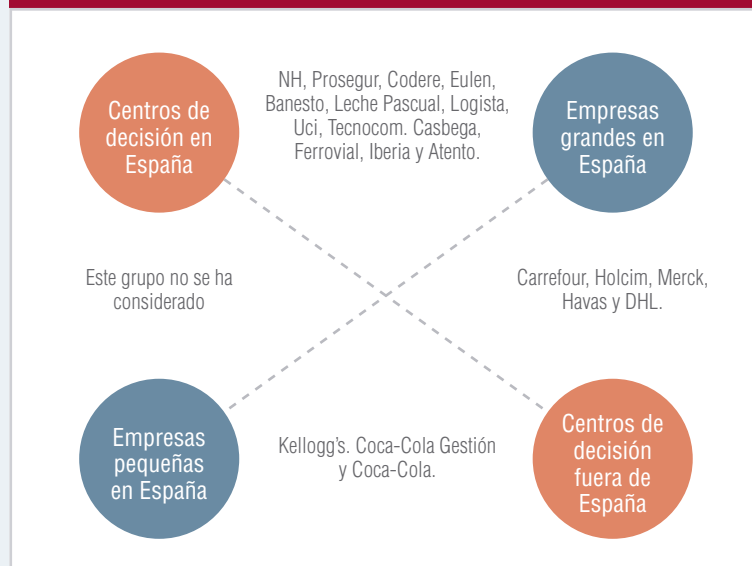 Centros de
decisión en
España
NH, Prosegur, Codere, Eulen,
Banesto, Leche Pascual, Logista,
Uci, Tecnocom. Casbega,
Ferrovial, Iberia y Atento.
Empresas
grandes en
España
Este grupo no se ha
considerado
Carrefour, Holcim, Merck,
Havas y DHL.
Empresas
pequeñas
en España
Kellogg's. Coca-Cola Gestión
y Coca-Cola.
Centros de
decisión
fuera de
España